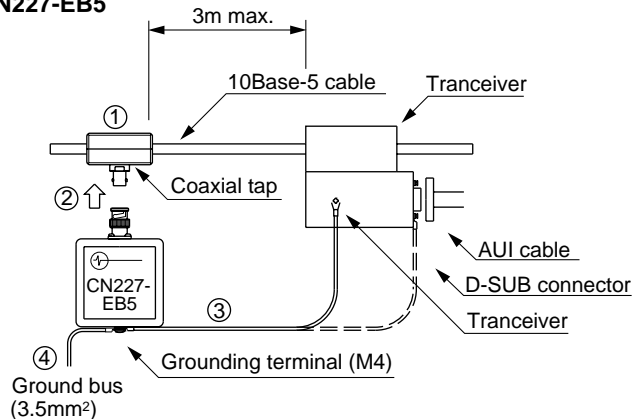 CN227-EB5
3m max.
10Base-5 cable
Tranceiver
①
②
Coaxial tap
CN227-
EB5
AUI cable
D-SUB connector
③
Tranceiver
④
Grounding terminal (M4)
Ground bus
(3.5mm²)